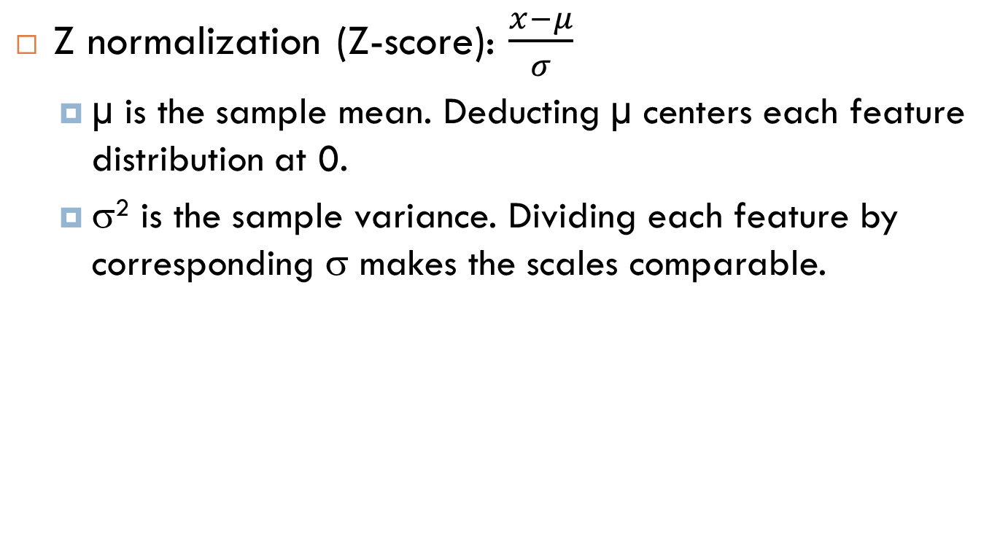 Z normalization (Z-score): \frac{x-\mu}{\sigma}
μ is the sample mean. Deducting μ centers each feature
distribution at 0.
σ² is the sample variance. Dividing each feature by
corresponding σ makes the scales comparable.